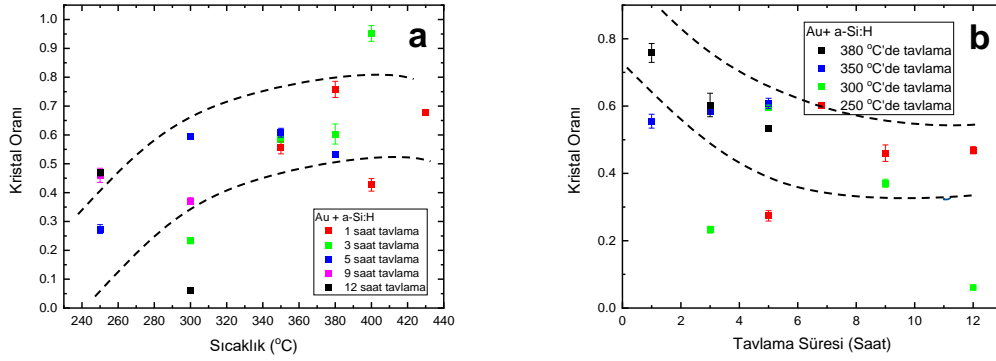 a
Kristal Oranı
1.0
0.9
0.8
0.7
0.6
0.5
0.4
0.3
0.2
0.1
0.0
Au + a-Si:H
1 saat tavlama
3 saat tavlama
5 saat tavlama
9 saat tavlama
12 saat tavlama
240 260 280 300 320 340 360 380 400 420 440
Sıcaklık (°C)
b
Kristal Oranı
0.8
0.6
0.4
0.2
0.0
Au+ a-Si:H
380 °C'de tavlama
350 °C'de tavlama
300 °C'de tavlama
250 °C'de tavlama
0 2 4 6 8 10 12
Tavlama Süresi (Saat)